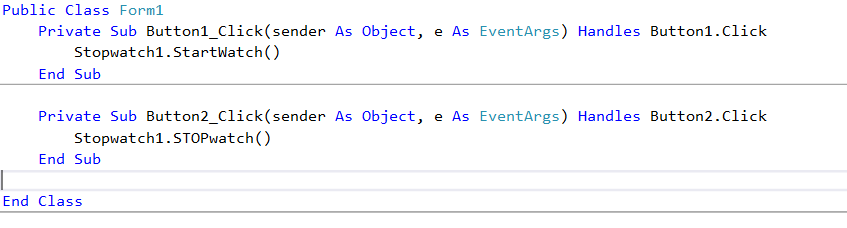 Public Class Form1
    Private Sub Button1_Click(sender As Object, e As EventArgs) Handles Button1.Click
        Stopwatch1.StartWatch()
    End Sub
    Private Sub Button2_Click(sender As Object, e As EventArgs) Handles Button2.Click
        Stopwatch1.STOPwatch()
    End Sub
End Class